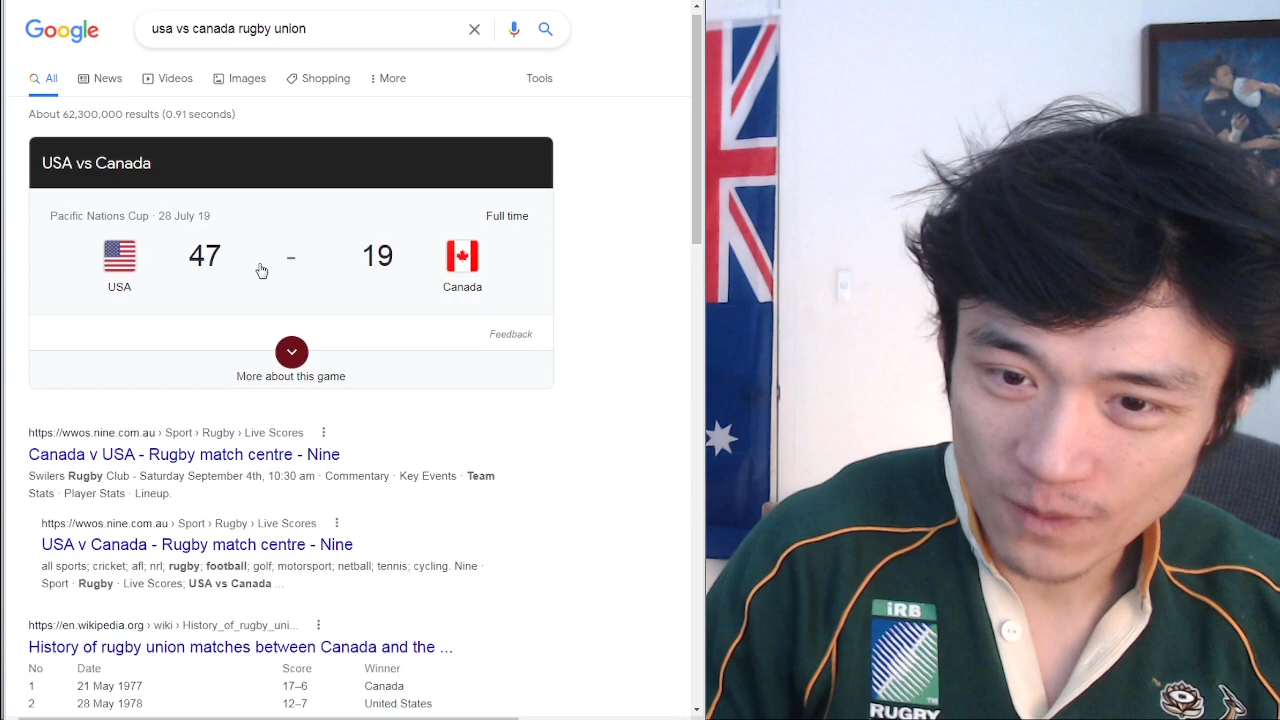 Google
usa vs canada rugby union
All News Videos Images Shopping More Tools
About 62,300,000 results (0.91 seconds)
USA vs Canada
Pacific Nations Cup · 28 July 19 Full time
47 - 19
USA Canada
Feedback
More about this game
https://wwos.nine.com.au › Sport › Rugby › Live Scores
Canada v USA - Rugby match centre - Nine
Swilers Rugby Club - Saturday September 4th, 10:30 am · Commentary · Key Events · Team
Stats · Player Stats · Lineup.
https://wwos.nine.com.au › Sport › Rugby › Live Scores
USA v Canada - Rugby match centre - Nine
all sports; cricket; afl; nrl; rugby; football; golf; motorsport; netball; tennis; cycling. Nine ·
Sport · Rugby · Live Scores; USA vs Canada ...
https://en.wikipedia.org › wiki › History_of_rugby_uni...
History of rugby union matches between Canada and the ...
No Date Score Winner
1 21 May 1977 17–6 Canada
2 28 May 1978 12–7 United States
iRB
RUGBY